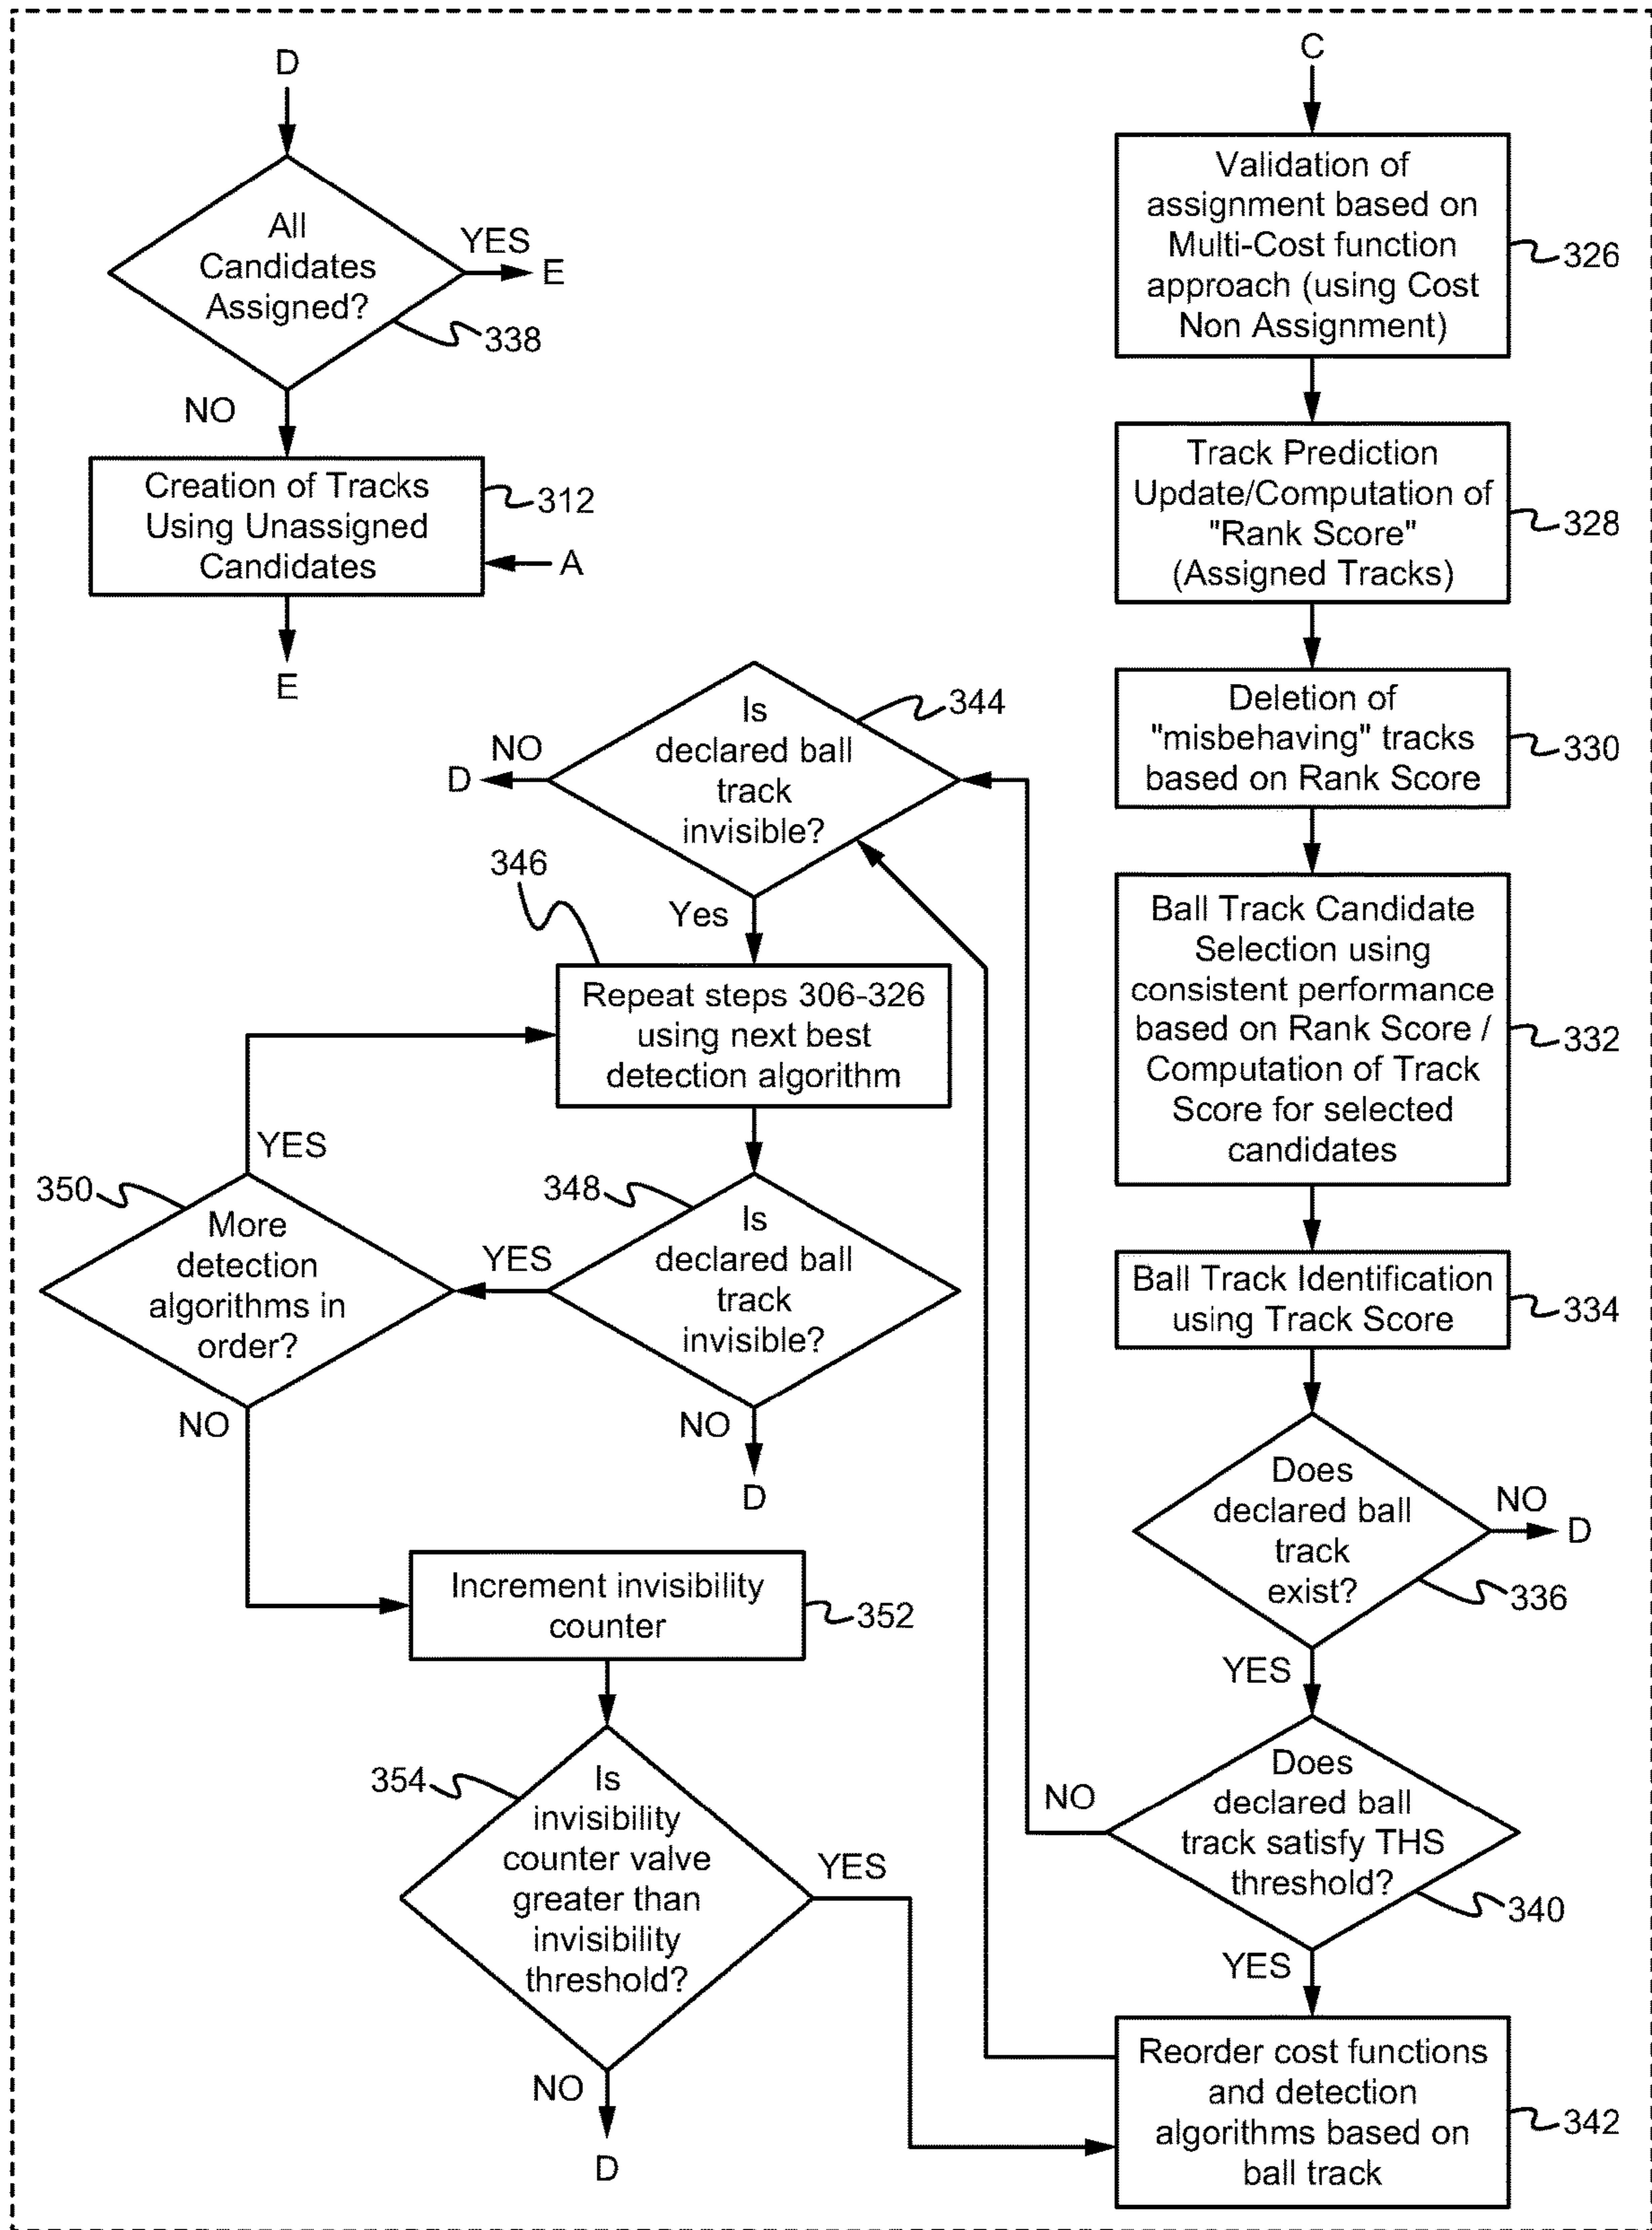 D
All
Candidates
Assigned?
YES
E
338
NO
Creation of Tracks
Using Unassigned
Candidates
312
A
E
C
Validation of
assignment based on
Multi-Cost function
approach (using Cost
Non Assignment)
326
Track Prediction
Update/Computation of
"Rank Score"
(Assigned Tracks)
328
Deletion of
"misbehaving" tracks
based on Rank Score
330
Ball Track Candidate
Selection using
consistent performance
based on Rank Score /
Computation of Track
Score for selected
candidates
332
Ball Track Identification
using Track Score
334
Does
declared ball
track
exist?
NO
D
336
YES
Does
declared ball
track satisfy THS
threshold?
NO
340
YES
Reorder cost functions
and detection
algorithms based on
ball track
342
Is
declared ball
track
invisible?
344
NO
D
Yes
346
Repeat steps 306-326
using next best
detection algorithm
348
Is
declared ball
track
invisible?
YES
NO
D
350
More
detection
algorithms in
order?
YES
NO
Increment invisibility
counter
352
354
Is
invisibility
counter valve
greater than
invisibility
threshold?
YES
NO
D